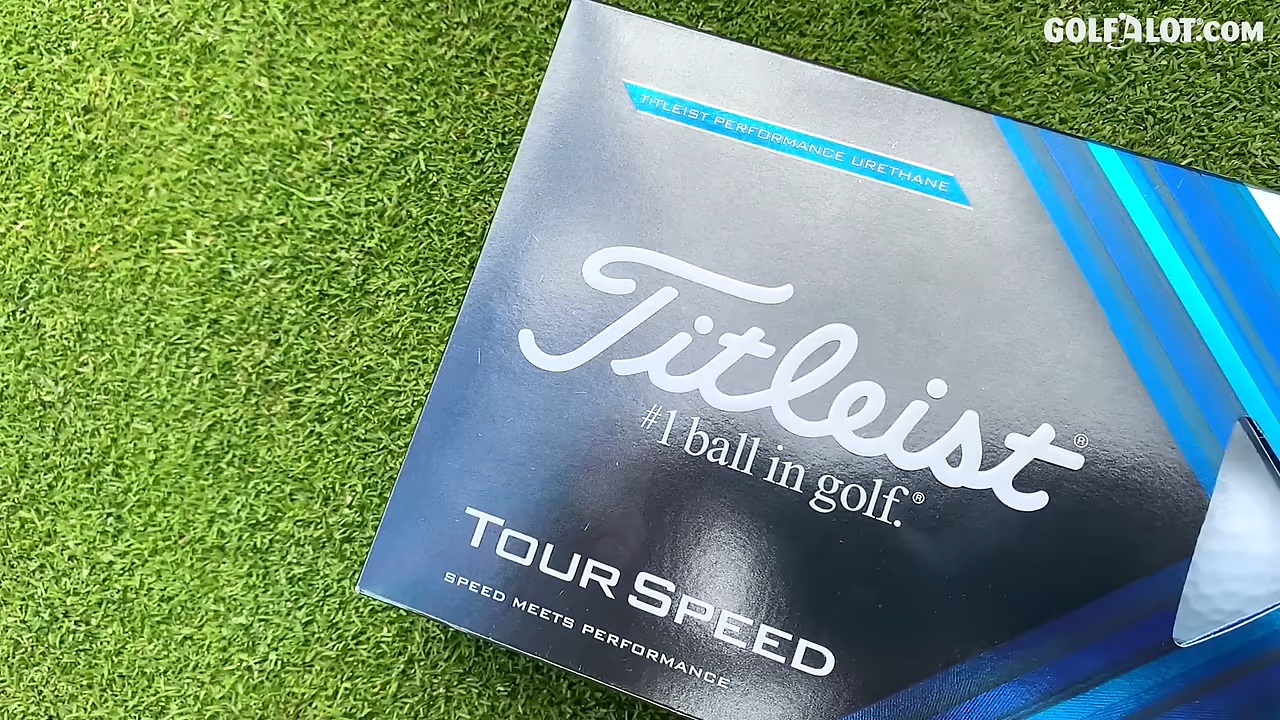 GOLFALOT.COM
TITLEIST PERFORMANCE URETHANE
Titleist®
#1 ball in golf.®
TOUR SPEED
SPEED MEETS PERFORMANCE